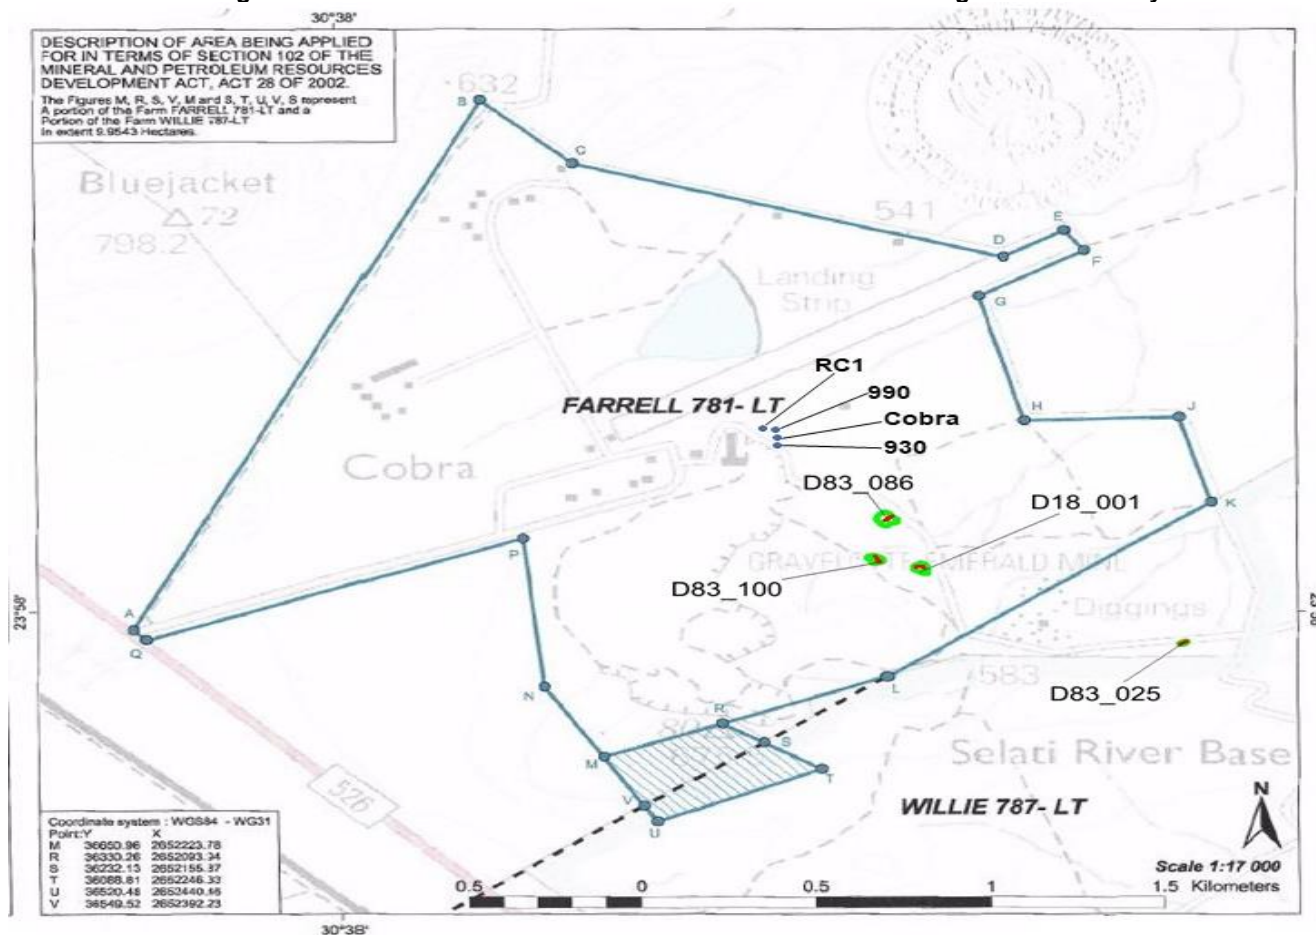 30°38'
DESCRIPTION OF AREA BEING APPLIED
FOR IN TERMS OF SECTION 102 OF THE
MINERAL AND PETROLEUM RESOURCES
DEVELOPMENT ACT, ACT 28 OF 2002.
The Figures M, R, S, V, M and S, T, U, V, S represent
A portion of the Farm FARRELL 781-LT and a
Portion of the Farm WILLIE 787-LT
In extent 9.9543 Hectares.
632
B
C
Bluejacket
72
798.2
541
D
E
F
G
Landing
Strip
RC1
990
Cobra
930
FARRELL 781- LT
H
J
Cobra
D83_086
D18_001
K
P
GRAVELOTTE EMERALD MINE
D83_100
Diggings
A
Q
23°58'
583
L
D83_025
N
R
S
M
T
Selati River Base
V
U
WILLIE 787- LT
526
N
Coordinate system : WGS84 - WG31
Point:Y X
M 36650.96 2652223.78
R 36330.26 2652093.34
S 36232.13 2652155.37
T 36088.81 2652246.33
U 36520.48
V 36549.52 2652392.23
Scale 1:17 000
0.5 0 0.5 1 1.5 Kilometers
30°38'